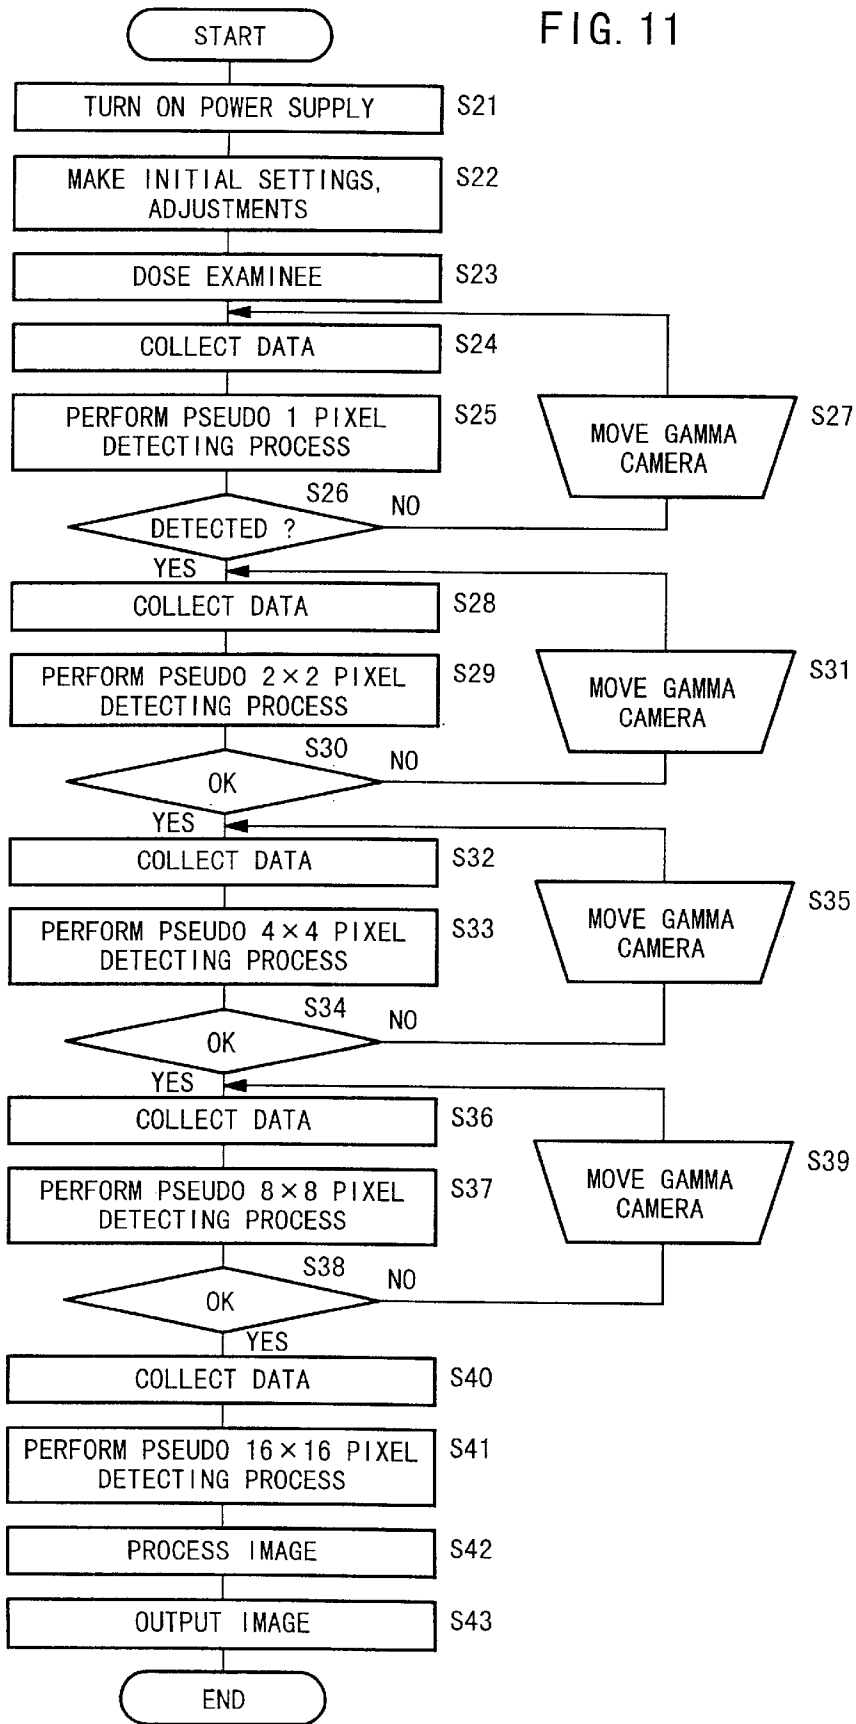 FIG. 11
START
TURN ON POWER SUPPLY
S21
MAKE INITIAL SETTINGS,
ADJUSTMENTS
S22
DOSE EXAMINEE
S23
COLLECT DATA
S24
PERFORM PSEUDO 1 PIXEL
DETECTING PROCESS
S25
MOVE GAMMA
CAMERA
S27
S26
DETECTED ?
NO
YES
COLLECT DATA
S28
PERFORM PSEUDO 2×2 PIXEL
DETECTING PROCESS
S29
MOVE GAMMA
CAMERA
S31
S30
OK
NO
YES
COLLECT DATA
S32
PERFORM PSEUDO 4×4 PIXEL
DETECTING PROCESS
S33
MOVE GAMMA
CAMERA
S35
S34
OK
NO
YES
COLLECT DATA
S36
PERFORM PSEUDO 8×8 PIXEL
DETECTING PROCESS
S37
MOVE GAMMA
CAMERA
S39
S38
OK
NO
YES
COLLECT DATA
S40
PERFORM PSEUDO 16×16 PIXEL
DETECTING PROCESS
S41
PROCESS IMAGE
S42
OUTPUT IMAGE
S43
END